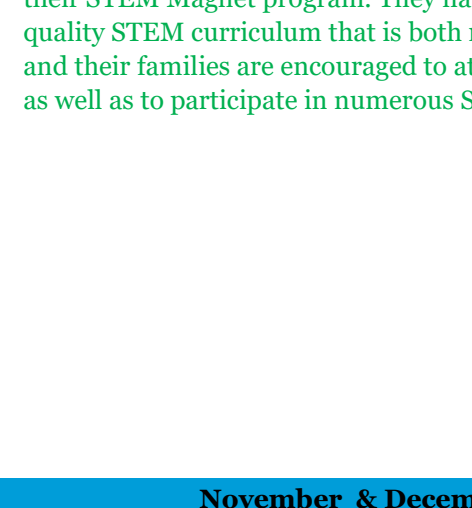 their STEM Magnet program. They ha
quality STEM curriculum that is both
and their families are encouraged to at
as well as to participate in numerous S
November & Decem